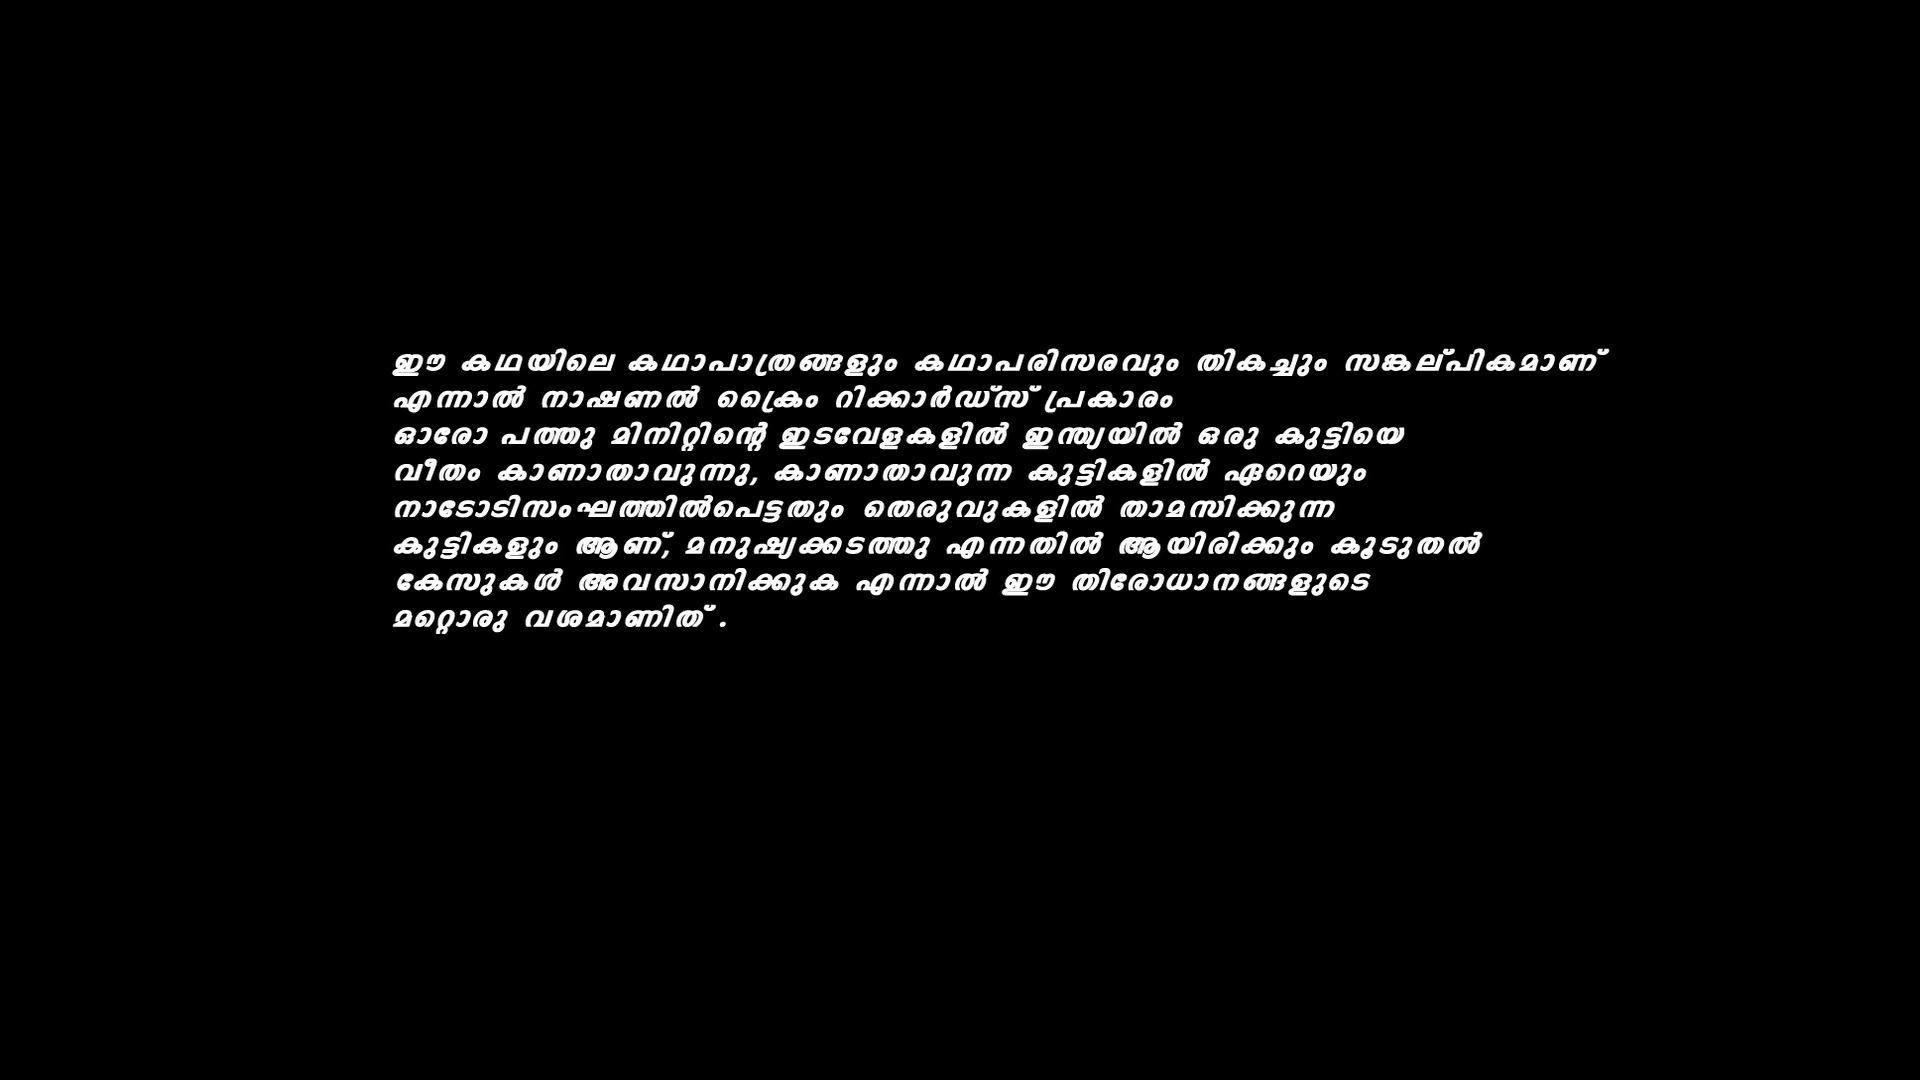 ഈ കഥയിലെ കഥാപാത്രങ്ങളും കഥാപരിസരവും തികച്ചും സങ്കല്പികമാണ്
എന്നാൽ നാഷണൽ ക്രൈം റിക്കാർഡ്സ് പ്രകാരം
ഓരോ പത്തു മിനിറ്റിന്റെ ഇടവേളകളിൽ ഇന്ത്യയിൽ ഒരു കുട്ടിയെ
വീതം കാണാതാവുന്നു, കാണാതാവുന്ന കുട്ടികളിൽ ഏറെയും
നാടോടിസംഘത്തിൽപെട്ടതും തെരുവുകളിൽ താമസിക്കുന്ന
കുട്ടികളും ആണ്, മനുഷ്യക്കടത്തു എന്നതിൽ ആയിരിക്കും കൂടുതൽ
കേസുകൾ അവസാനിക്കുക എന്നാൽ ഈ തിരോധാനങ്ങളുടെ
മറ്റൊരു വശമാണിത് .